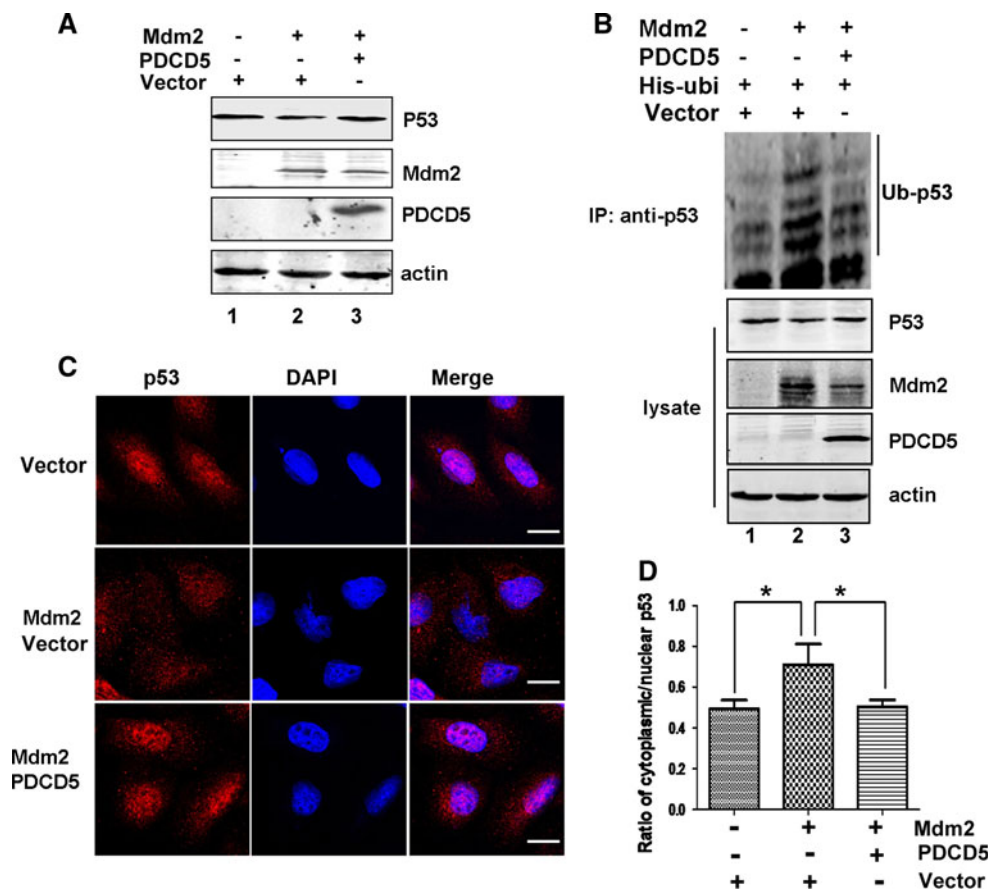 A
Mdm2 - + +
PDCD5 - - +
Vector + + -
P53
Mdm2
PDCD5
actin
1 2 3
B
Mdm2 - + +
PDCD5 - - +
His-ubi + + +
Vector + + -
IP: anti-p53
Ub-p53
P53
Mdm2
lysate
PDCD5
actin
1 2 3
C
p53 DAPI Merge
Vector
Mdm2
Vector
Mdm2
PDCD5
D
Ratio of cytoplasmic/nuclear p53
1.0
0.8
0.6
0.4
0.2
0.0
* *
- + + Mdm2
- - + PDCD5
+ + - Vector